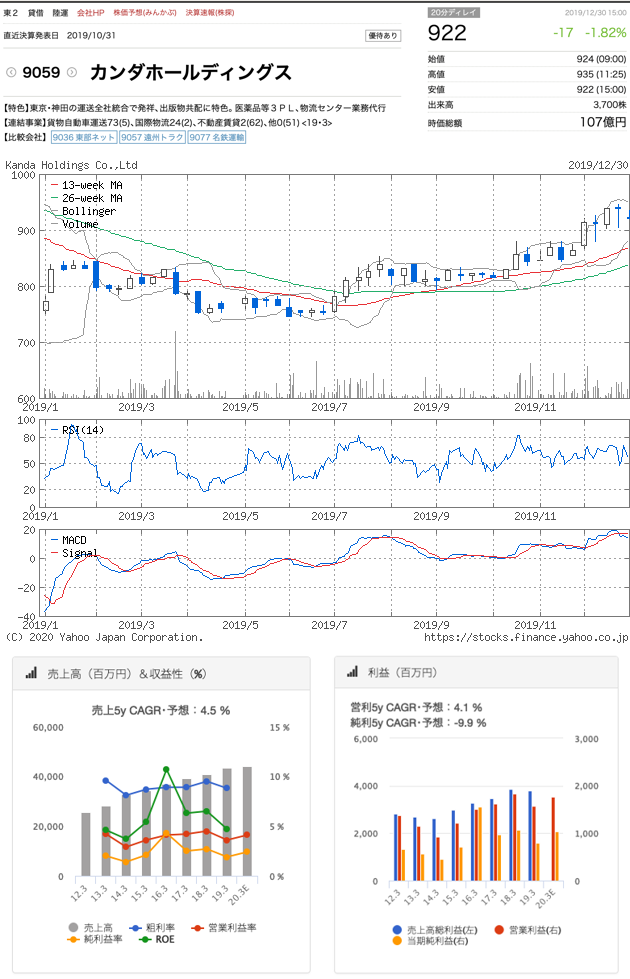 東2 貸借 陸運 会社HP 株価予想(みんかぶ) 決算速報(株探)
20分ディレイ
2019/12/30 15:00
直近決算発表日 2019/10/31
優待あり
922
-17 -1.82%
9059 カンダホールディングス
始値 924 (09:00)
高値 935 (11:25)
安値 922 (15:00)
出来高 3,700株
時価総額 107億円
【特色】東京・神田の運送全社統合で発祥、出版物共配に特色。医薬品等3PL、物流センター業務代行
【連結事業】貨物自動車運送73(5)、国際物流24(2)、不動産賃貸2(62)、他0(51) <19・3>
【比較会社】 9036 東部ネット 9057 遠州トラク 9077 名鉄運輸
Kanda Holdings Co.,Ltd
2019/12/30
1000
900
800
700
600
13-week MA
26-week MA
Bollinger
Volume
2019/1 2019/3 2019/5 2019/7 2019/9 2019/11
100
80
50
20
0
RSI(14)
2019/1 2019/3 2019/5 2019/7 2019/9 2019/11
20
0
-20
-40
MACD
Signal
2019/1 2019/3 2019/5 2019/7 2019/9 2019/11
(C) 2020 Yahoo Japan Corporation.
https://stocks.finance.yahoo.co.jp
売上高（百万円）＆収益性（%）
売上5y CAGR・予想：4.5 %
60,000
40,000
20,000
0
15 %
10 %
5 %
0 %
12.3 13.3 14.3 15.3 16.3 17.3 18.3 19.3 20.3E
売上高 粗利率 営業利益率
純利益率 ROE
利益（百万円）
営利5y CAGR・予想：4.1 %
純利5y CAGR・予想：-9.9 %
6,000
4,000
2,000
0
3,000
2,000
1,000
0
12.3 13.3 14.3 15.3 16.3 17.3 18.3 19.3 20.3E
売上高総利益(左) 営業利益(右)
当期純利益(右)